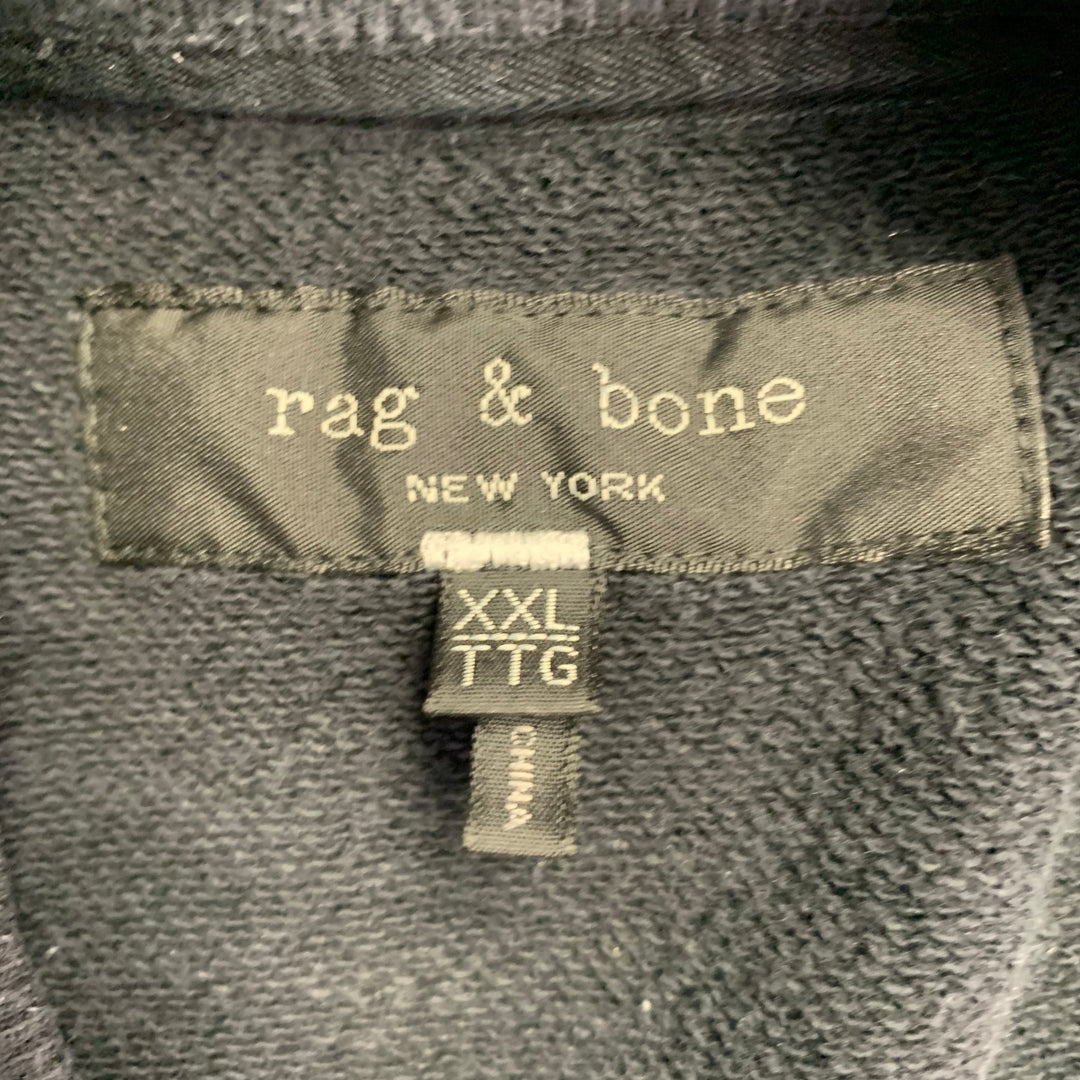 rag & bone
NEW YORK
XXL
TTG
CHINA